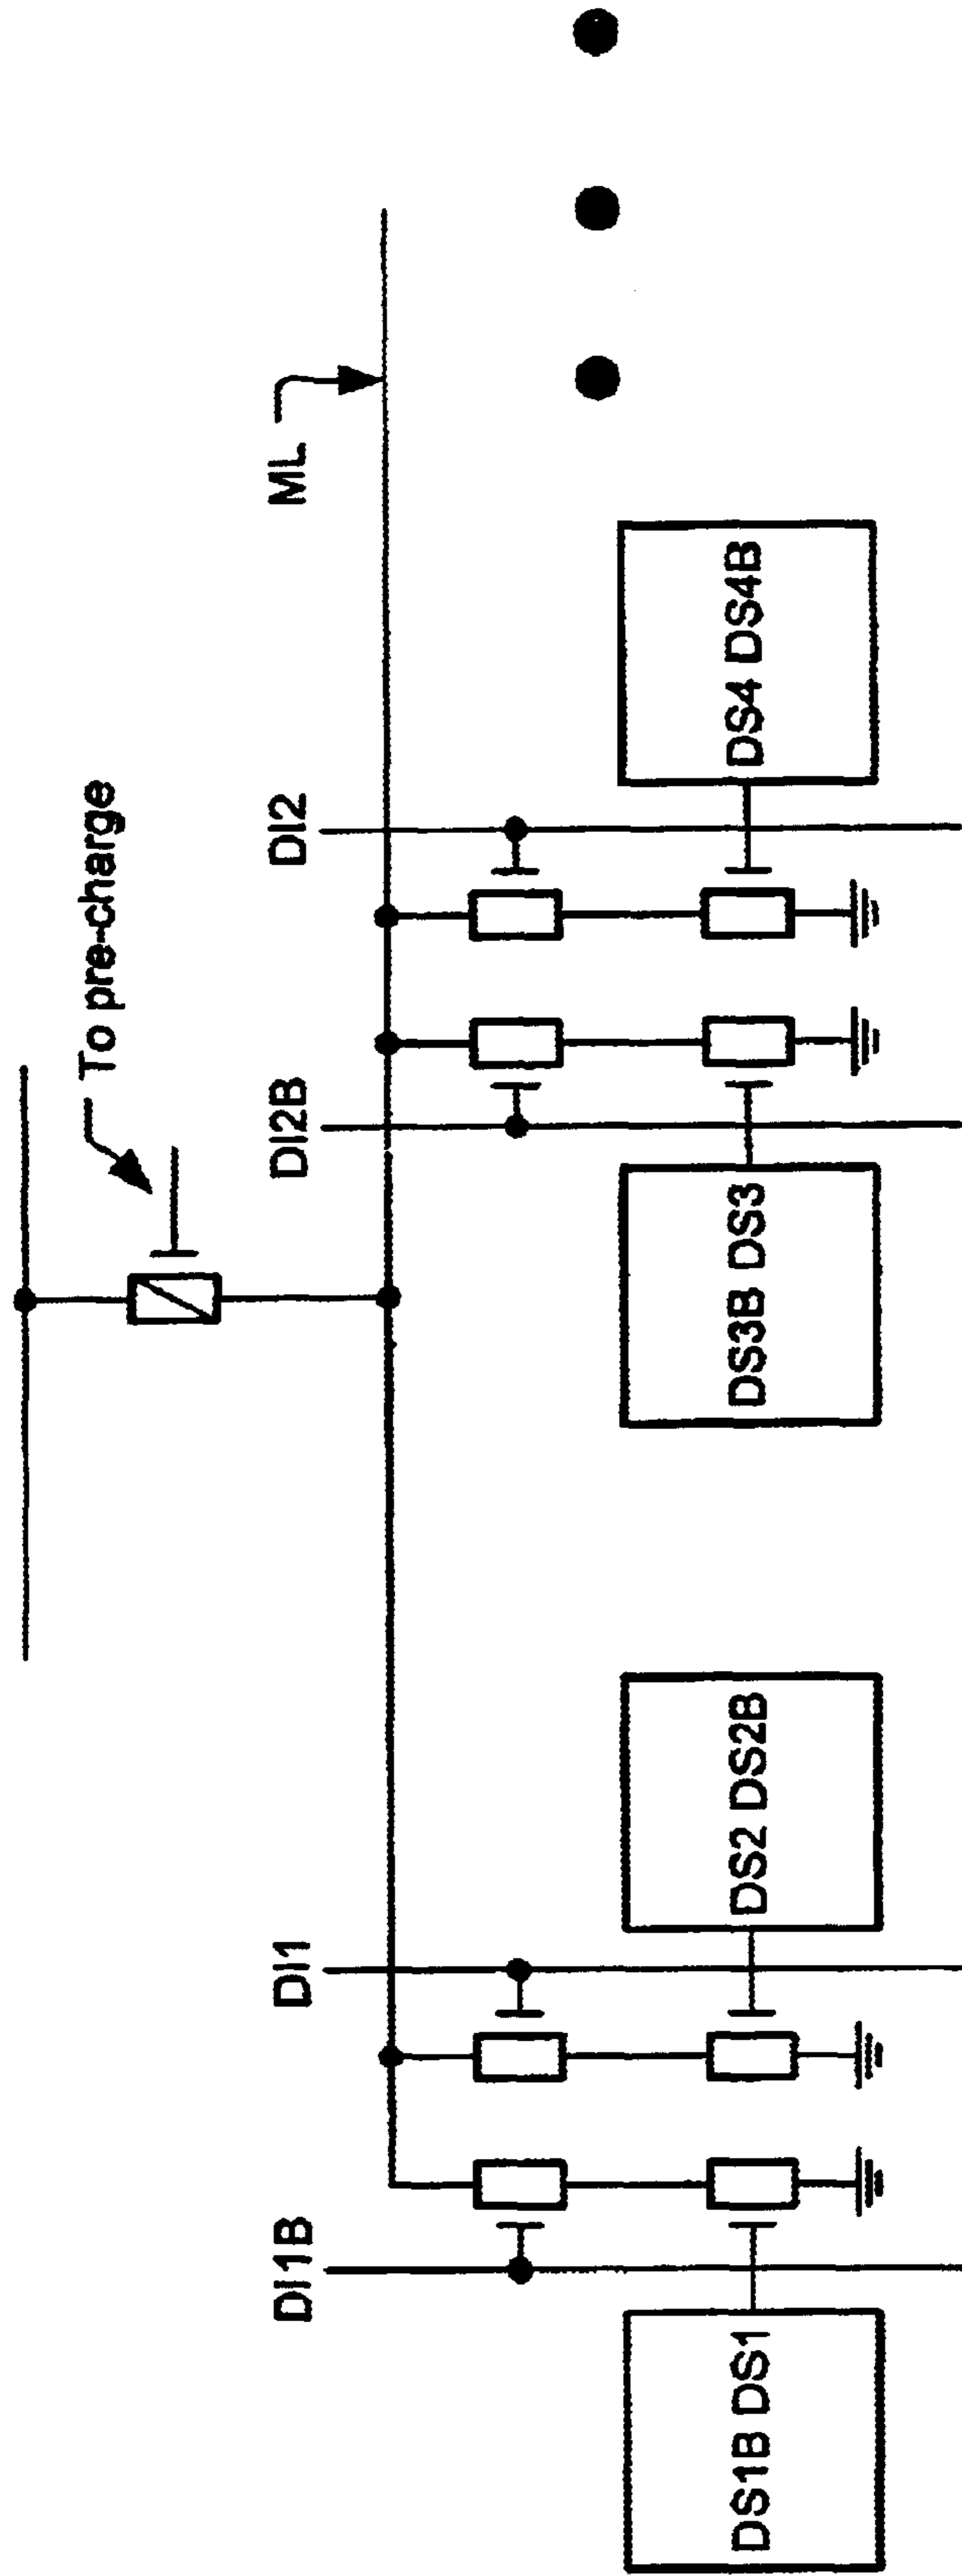 To pre-charge
ML
DI1B
DI1
DI2B
DI2
DS1B DS1
DS2 DS2B
DS3B DS3
DS4 DS4B